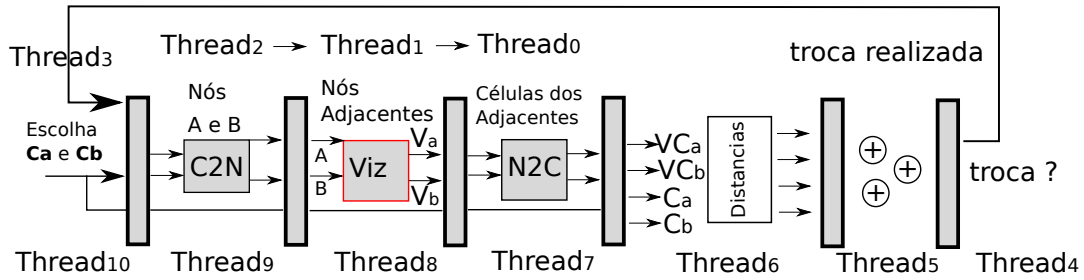 Thread3
Thread2 Thread1 Thread0
troca realizada
Nós
A e B
Nós
Adjacentes
Células dos
Adjacentes
Escolha
Ca e Cb
C2N
A
B
Viz
Va
Vb
N2C
VCa
VCb
Ca
Cb
Distancias
+
+
+
troca ?
Thread10 Thread9 Thread8 Thread7 Thread6 Thread5 Thread4